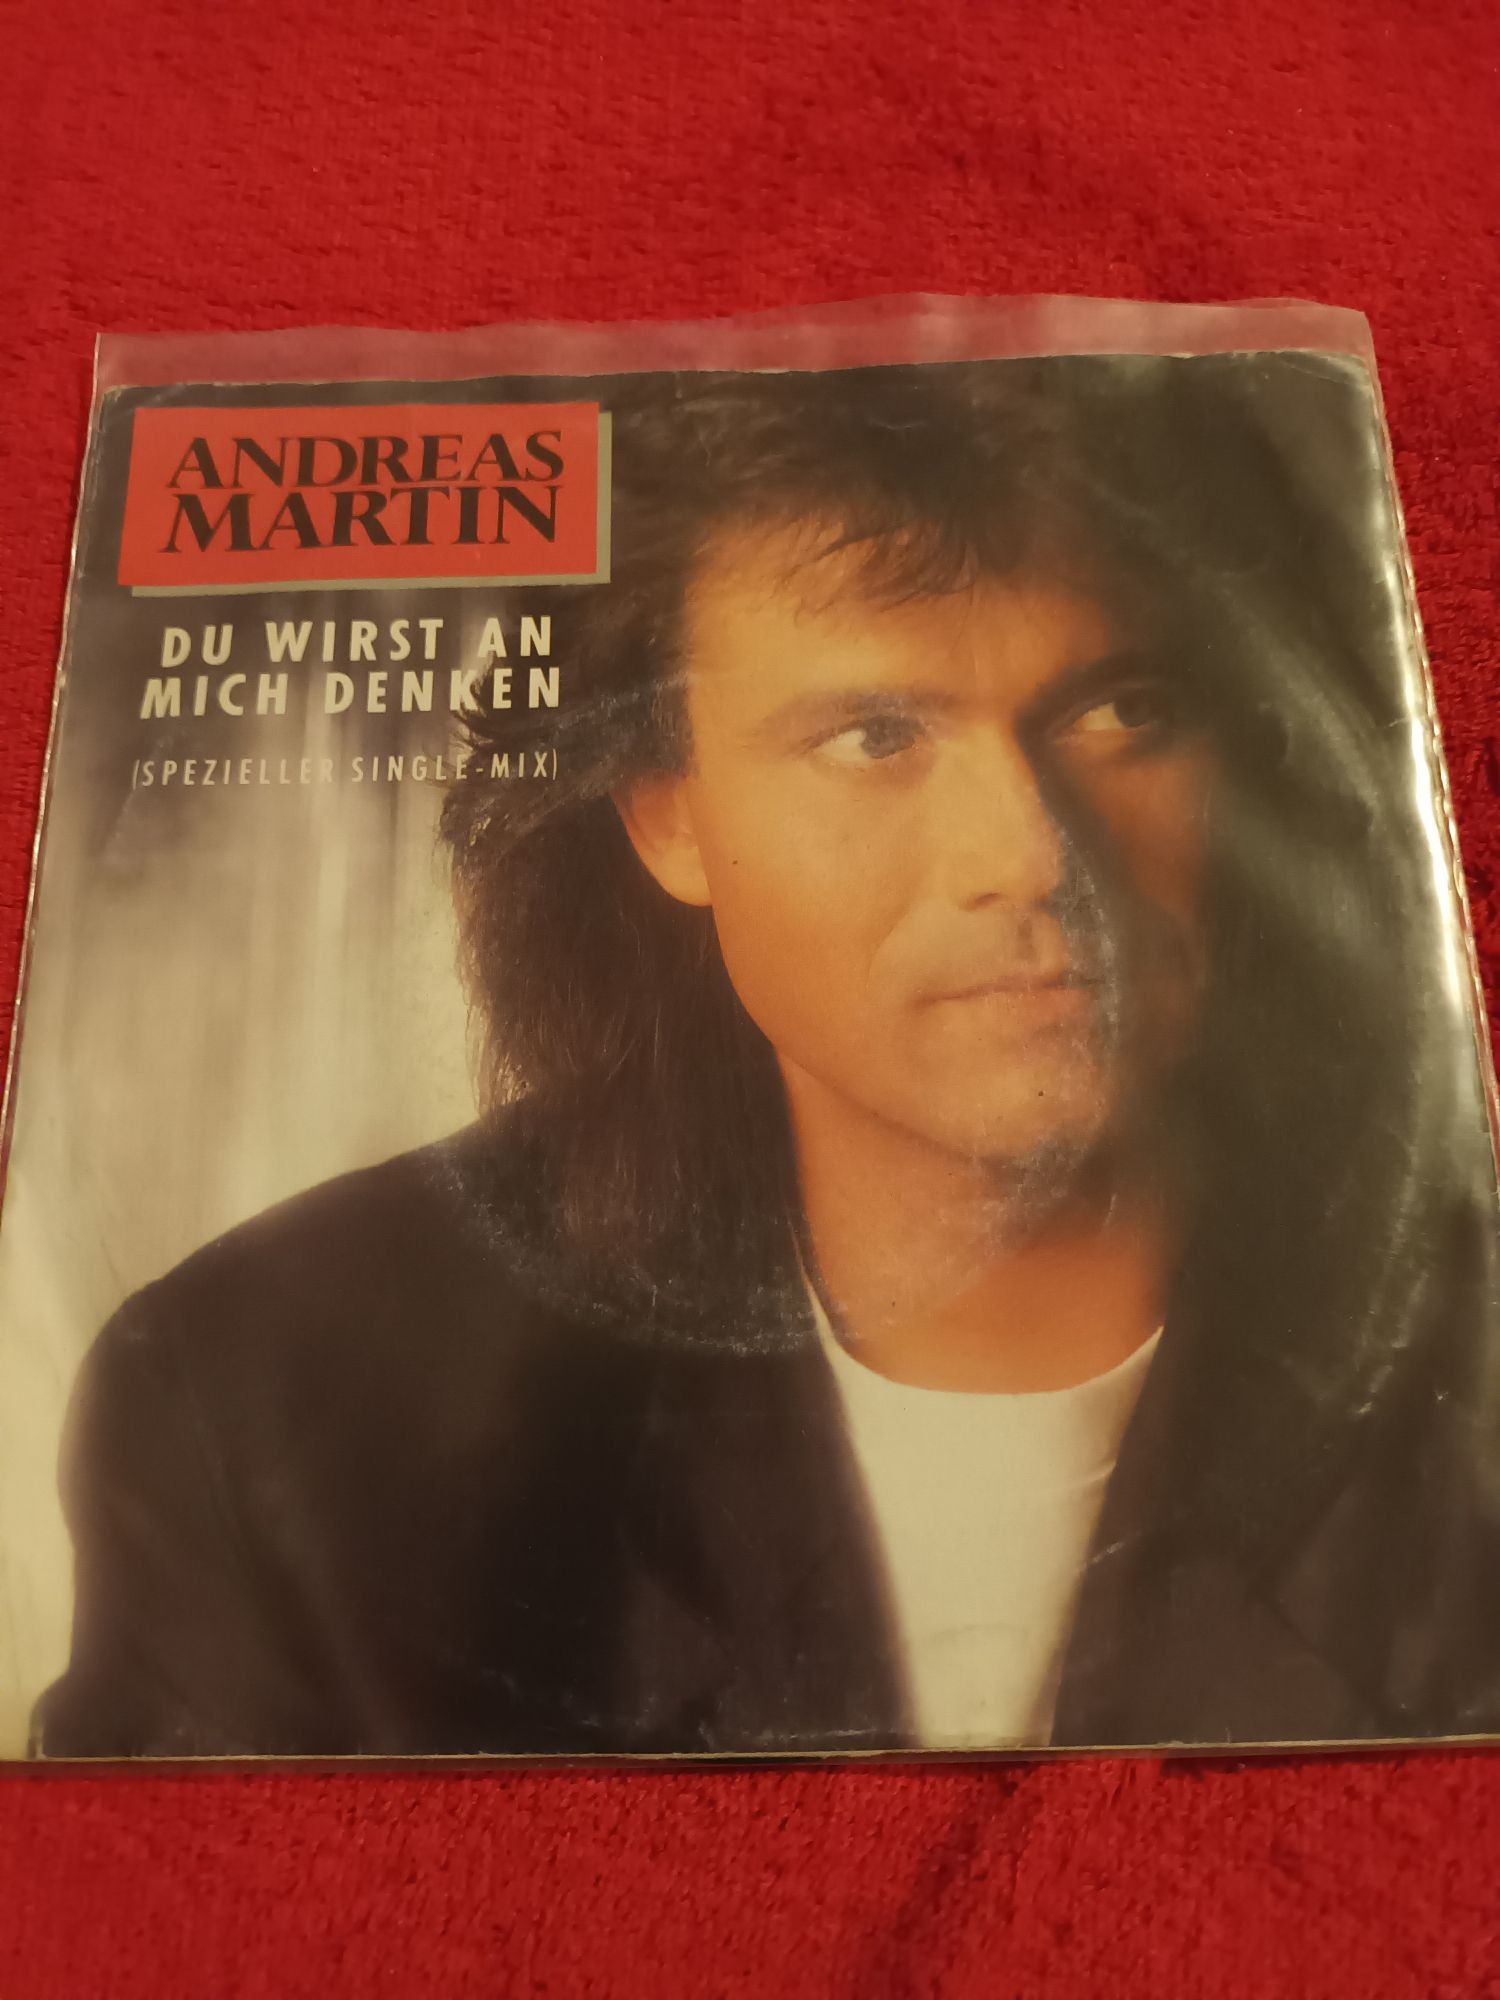 ANDREAS
MARTIN
DU WIRST AN
MICH DENKEN
(SPEZIELLER SINGLE-MIX)